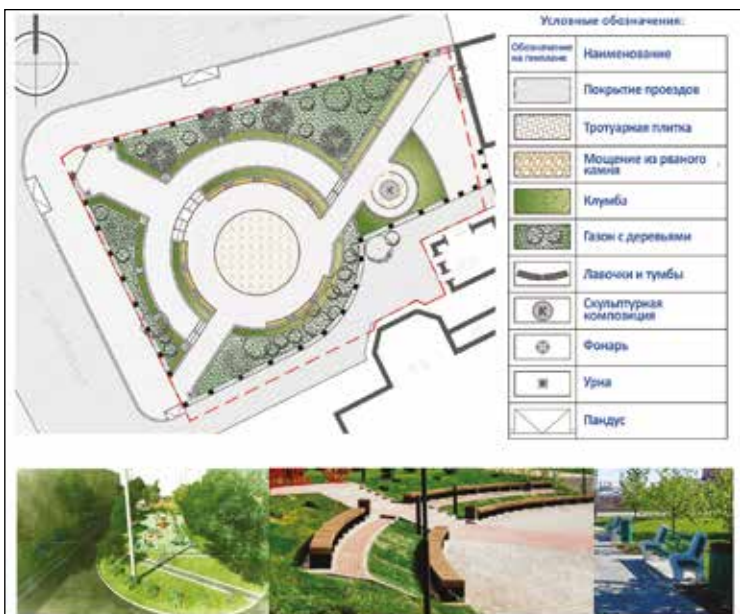 Условные обозначения:
Обозначение
на генплане
Наименование
Покрытие проездов
Тротуарная плитка
Мощение из рваного
камня
Клумба
Газон с деревьями
Лавочки и тумбы
Скульптурная
композиция
Фонарь
Урна
Пандус